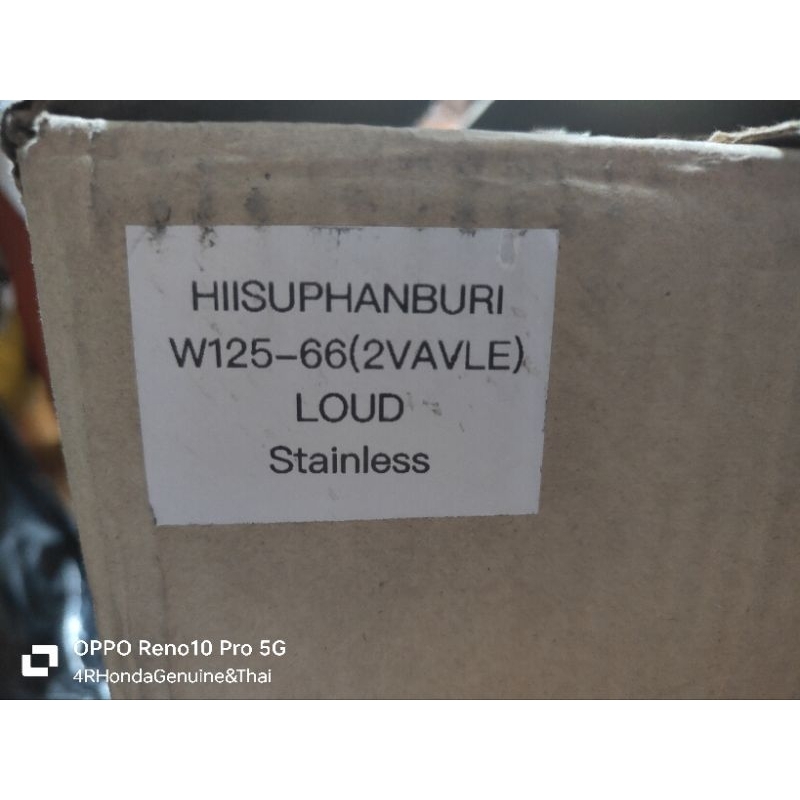 HIISUPHANBURI
W125-66(2VAVLE)
LOUD
Stainless
OPPO Reno10 Pro 5G
4RHondaGenuine&Thai